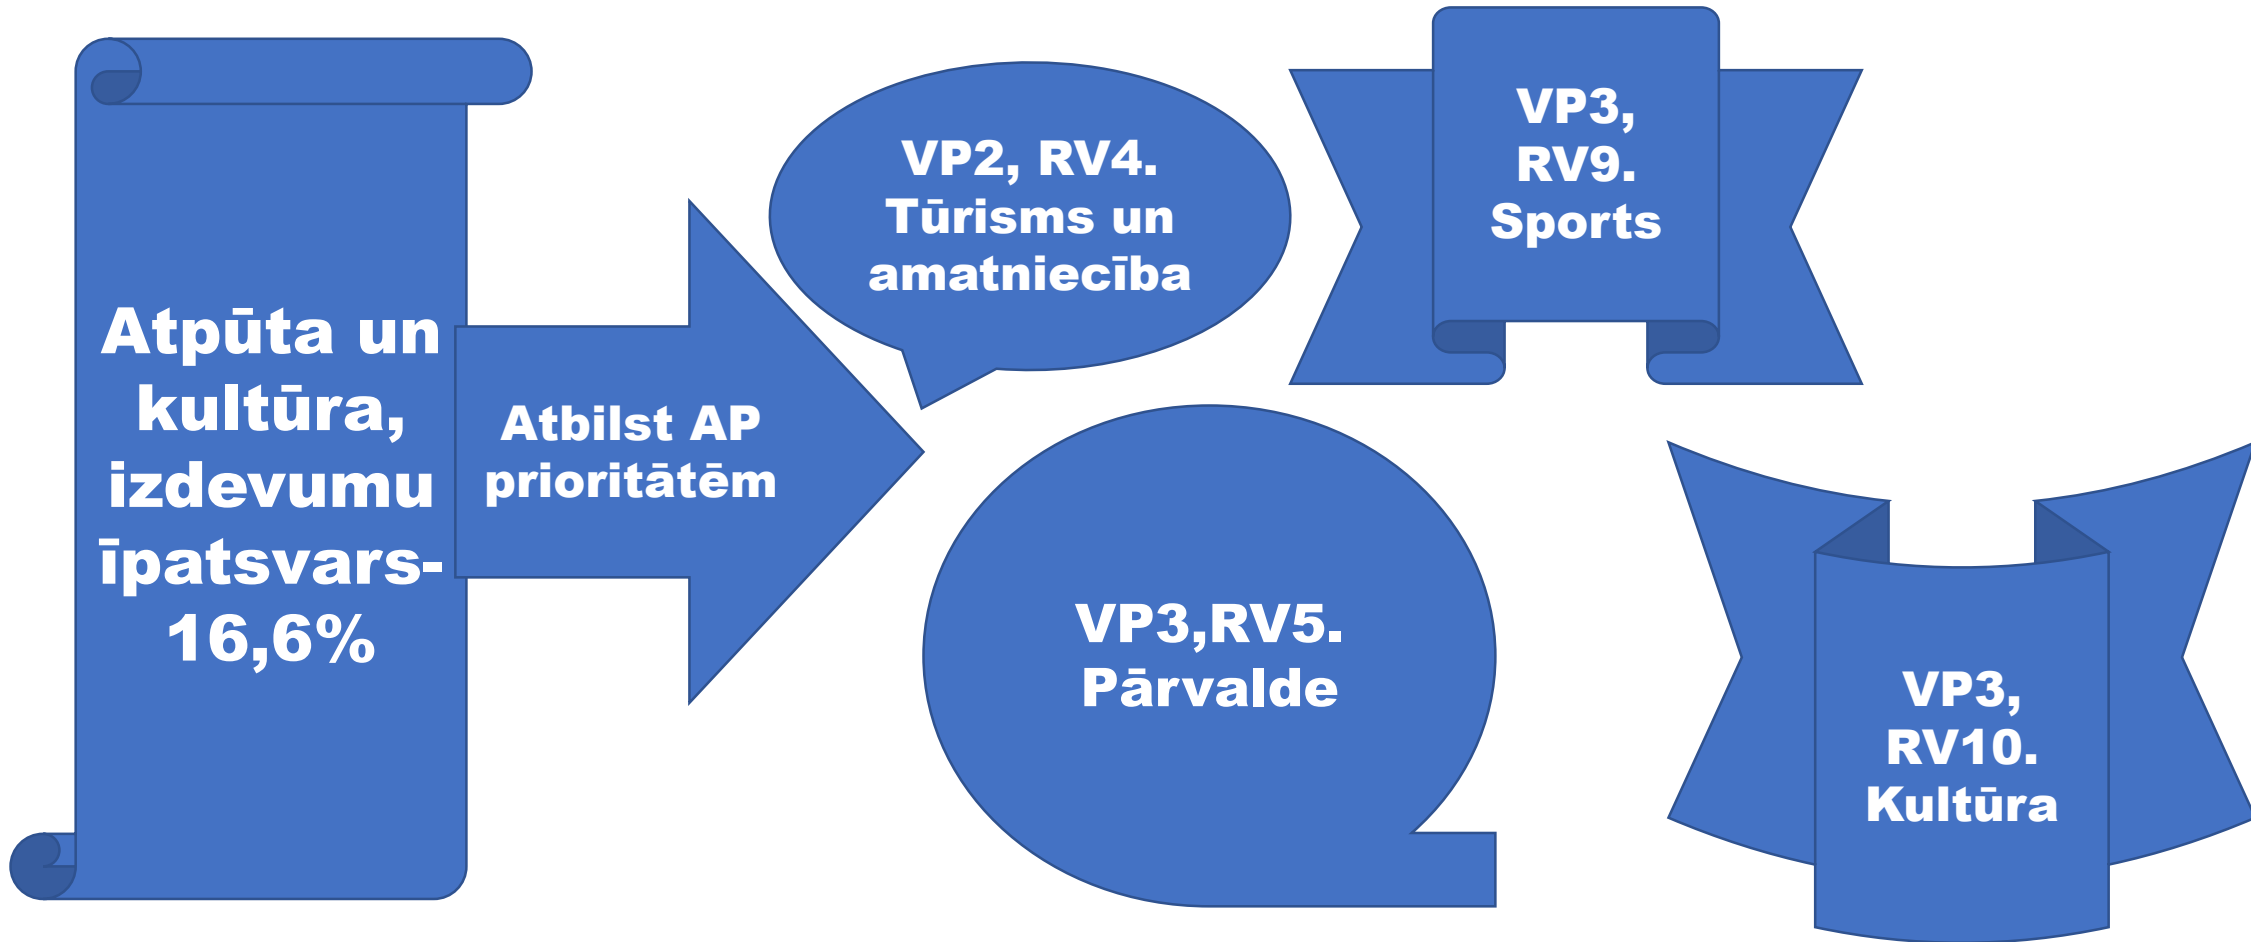 Atpūta un
kultūra,
izdevumu
īpatsvars-
16,6%
Atbilst AP
prioritātēm
VP2, RV4.
Tūrisms un
amatniecība
VP3,
RV9.
Sports
VP3,RV5.
Pārvalde
VP3,
RV10.
Kultūra